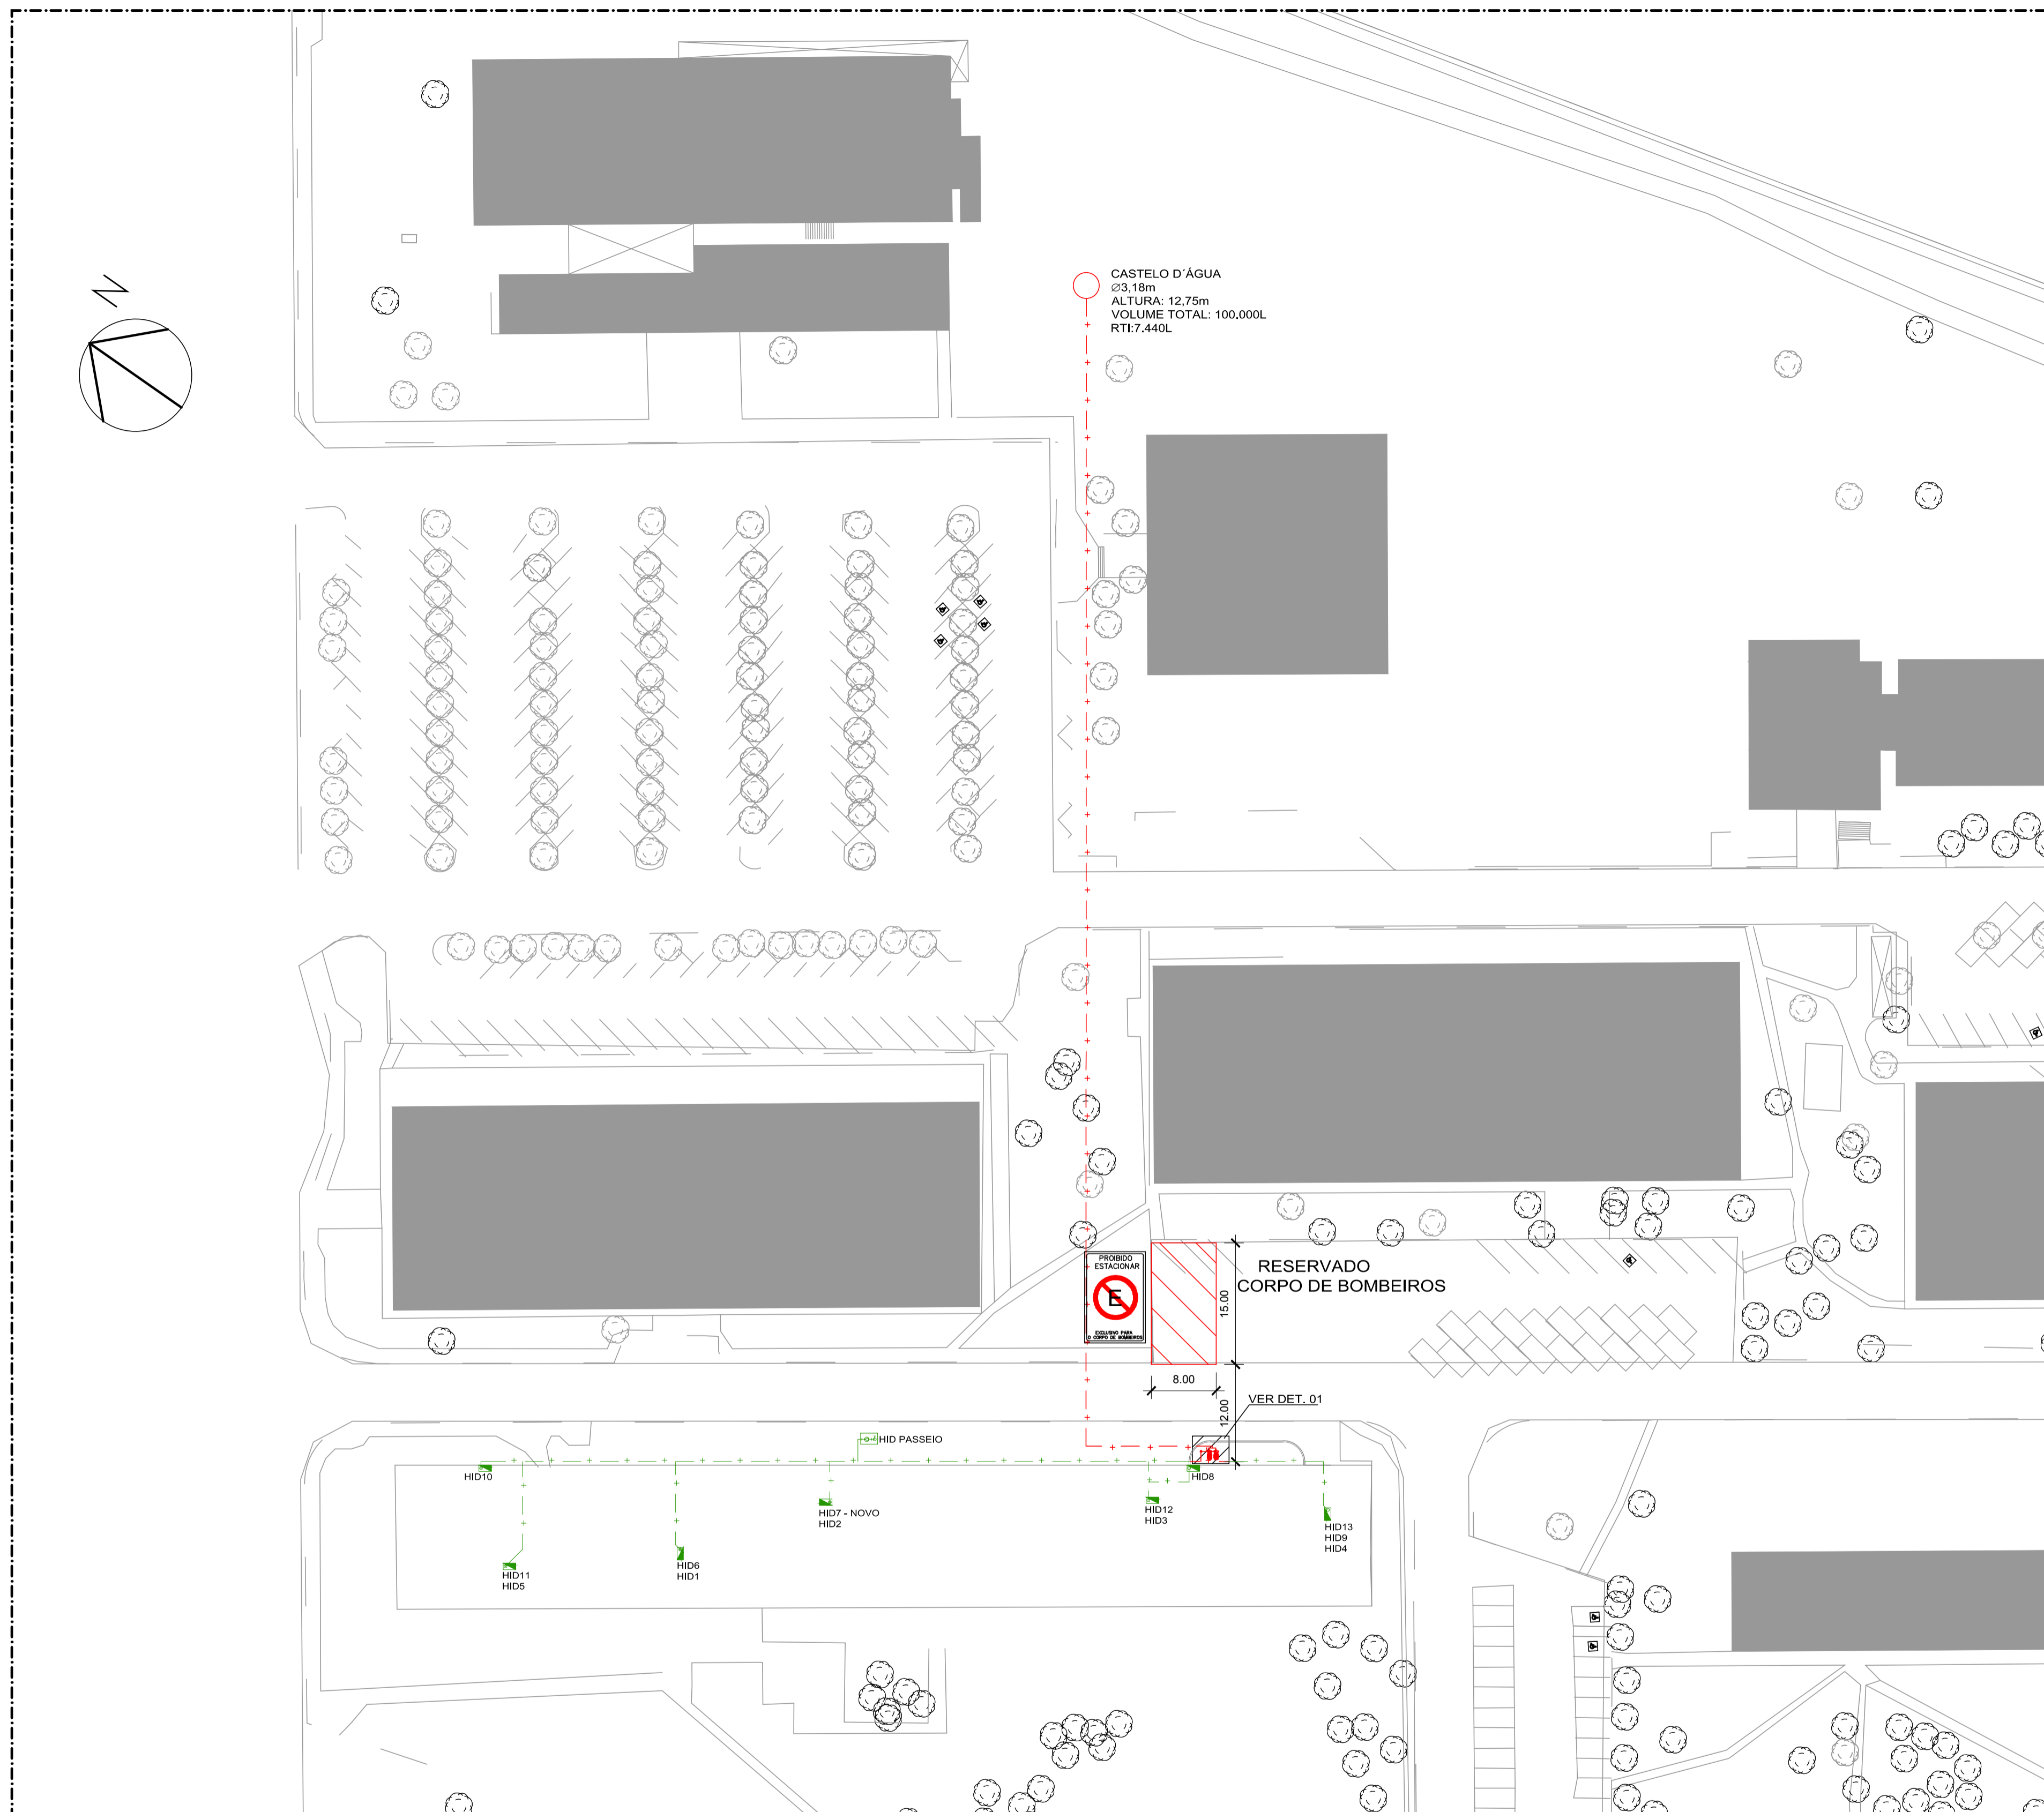 N
CASTELO D´ÁGUA
Ø3,18m
ALTURA: 12,75m
VOLUME TOTAL: 100.000L
RTI:7.440L
PROIBIDO
ESTACIONAR
E
EXCLUSIVO PARA
O CORPO DE BOMBEIROS
RESERVADO
CORPO DE BOMBEIROS
15.00
8.00
12.00
VER DET. 01
HID PASSEIO
HID10
HID8
HID7 - NOVO
HID2
HID12
HID3
HID13
HID9
HID4
HID6
HID1
HID11
HID5